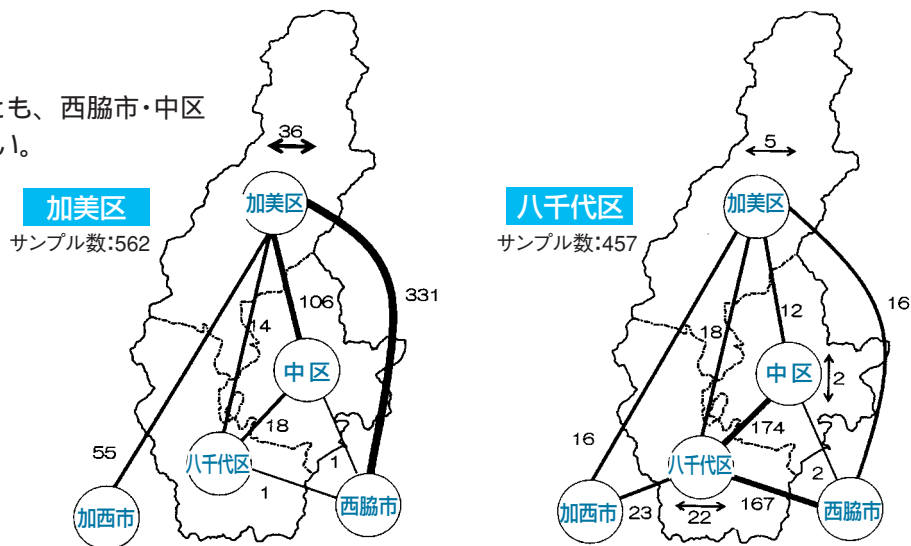 とも、西脇市・中区
い。
加美区
サンプル数:562
36
加美区
331
106
14
中区
18
55
八千代区
1
1
西脇市
加西市
八千代区
サンプル数:457
5
加美区
16
12
18
中区
2
174
16
八千代区
2
167
西脇市
加西市
23
22